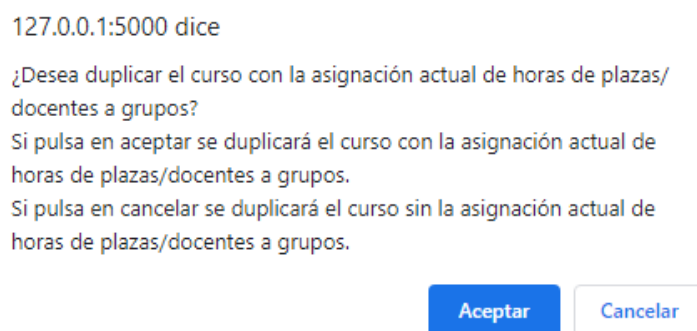 127.0.0.1:5000 dice
¿Desea duplicar el curso con la asignación actual de horas de plazas/
docentes a grupos?
Si pulsa en aceptar se duplicará el curso con la asignación actual de
horas de plazas/docentes a grupos.
Si pulsa en cancelar se duplicará el curso sin la asignación actual de
horas de plazas/docentes a grupos.
Aceptar Cancelar